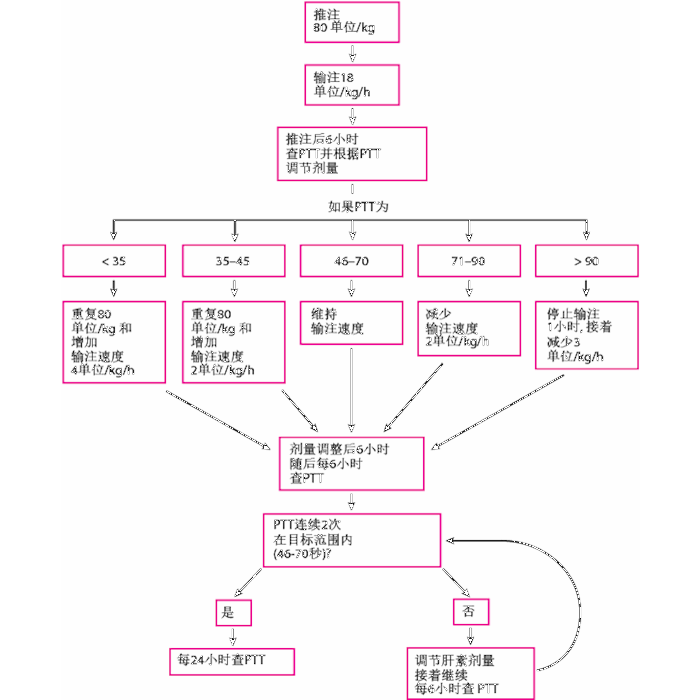 推注
80 单位/kg
输注18
单位/kg/h
推注后6小时
查PTT并根据PTT
调节剂量
如果PTT为
< 35
35–45
46–70
71–90
> 90
重复80
单位/kg 和
增加
输注速度
4单位/kg/h
重复80
单位/kg 和
增加
输注速度
2单位/kg/h
维持
输注速度
减少
输注速度
2单位/kg/h
停止输注
1小时, 接着
减少3
单位/kg/h
剂量调整后6小时
随后每6小时
查PTT
PTT连续2次
在目标范围内
(46-70秒)?
是
否
每24小时查PTT
调节肝素剂量
接着继续
每6小时查 PTT